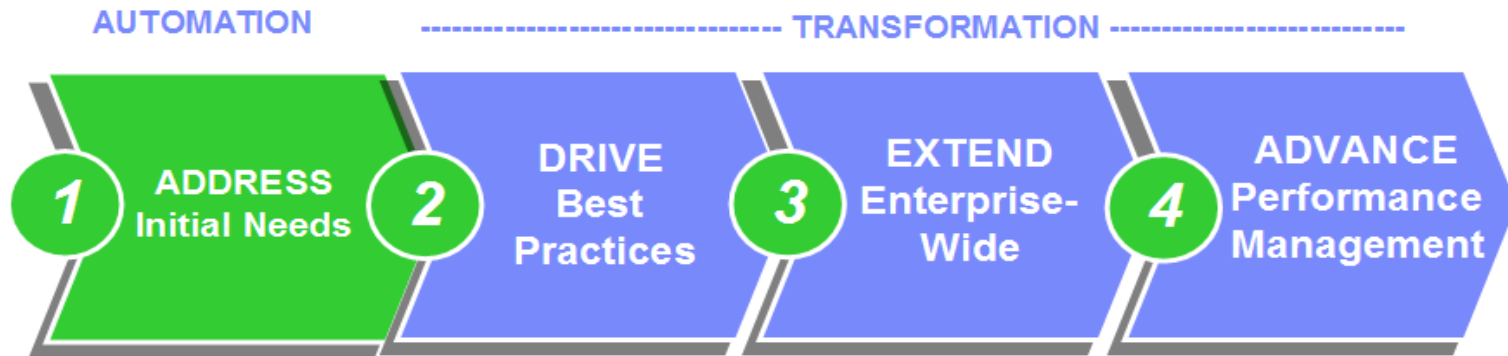 AUTOMATION
-------------------------------- TRANSFORMATION ----------------------------
1
ADDRESS
Initial Needs
2
DRIVE
Best
Practices
3
EXTEND
Enterprise-
Wide
4
ADVANCE
Performance
Management